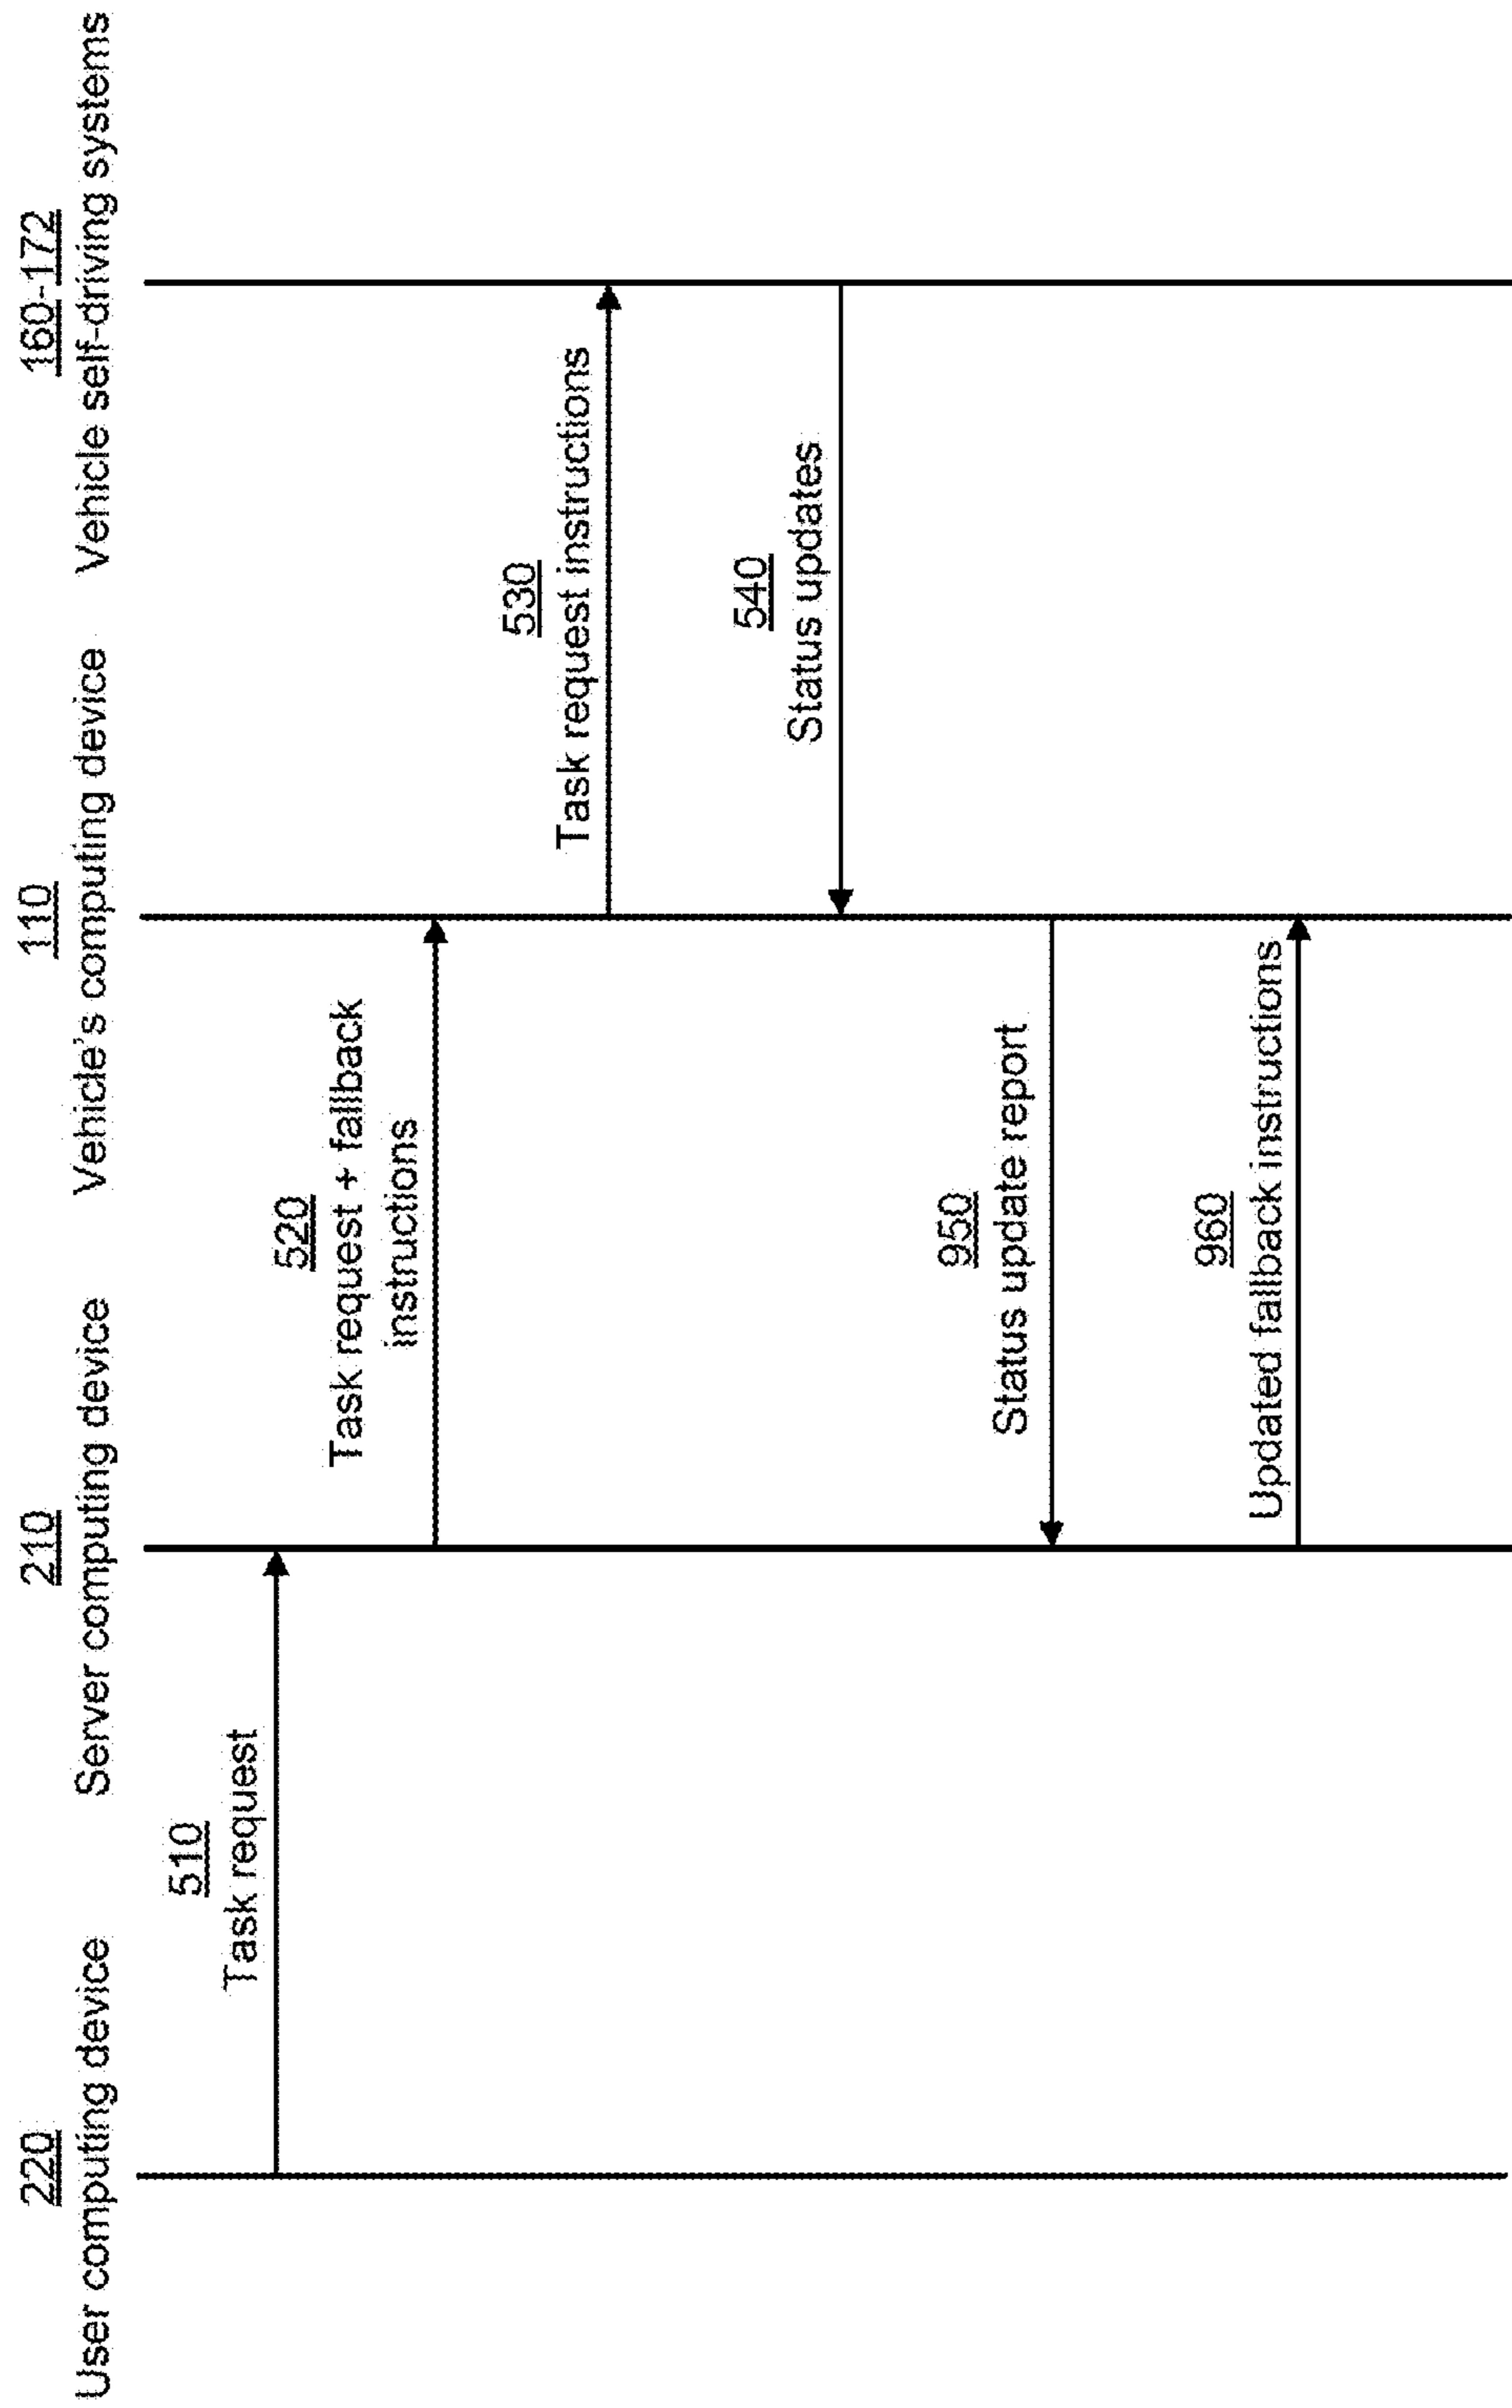 220
User computing device
210
Server computing device
110
Vehicle's computing device
160-172
Vehicle self-driving systems
510
Task request
520
Task request + fallback
instructions
530
Task request instructions
540
Status updates
950
Status update report
960
Updated fallback instructions